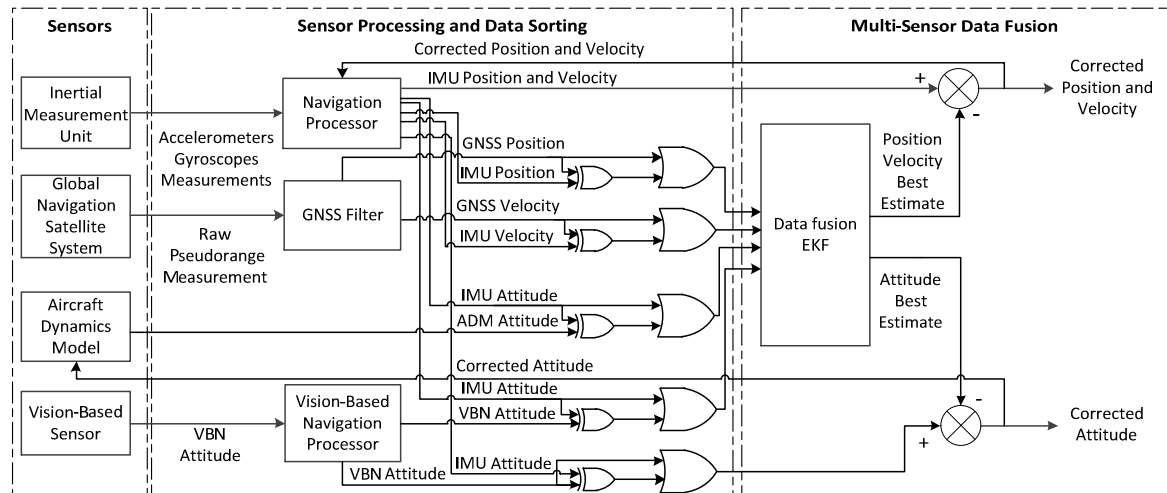 Sensors
Sensor Processing and Data Sorting
Multi-Sensor Data Fusion
Corrected Position and Velocity
IMU Position and Velocity
Inertial
Measurement
Unit
Navigation
Processor
+
-
Corrected
Position and
Velocity
Accelerometers
Gyroscopes
Measurements
GNSS Position
IMU Position
Position
Velocity
Best
Estimate
Global
Navigation
Satellite
System
GNSS Filter
GNSS Velocity
IMU Velocity
Raw
Pseudorange
Measurement
Data fusion
EKF
Attitude
Best
Estimate
Aircraft
Dynamics
Model
IMU Attitude
ADM Attitude
Corrected Attitude
Vision-Based
Sensor
VBN
Attitude
Vision-Based
Navigation
Processor
IMU Attitude
VBN Attitude
-
+
Corrected
Attitude
IMU Attitude
VBN Attitude